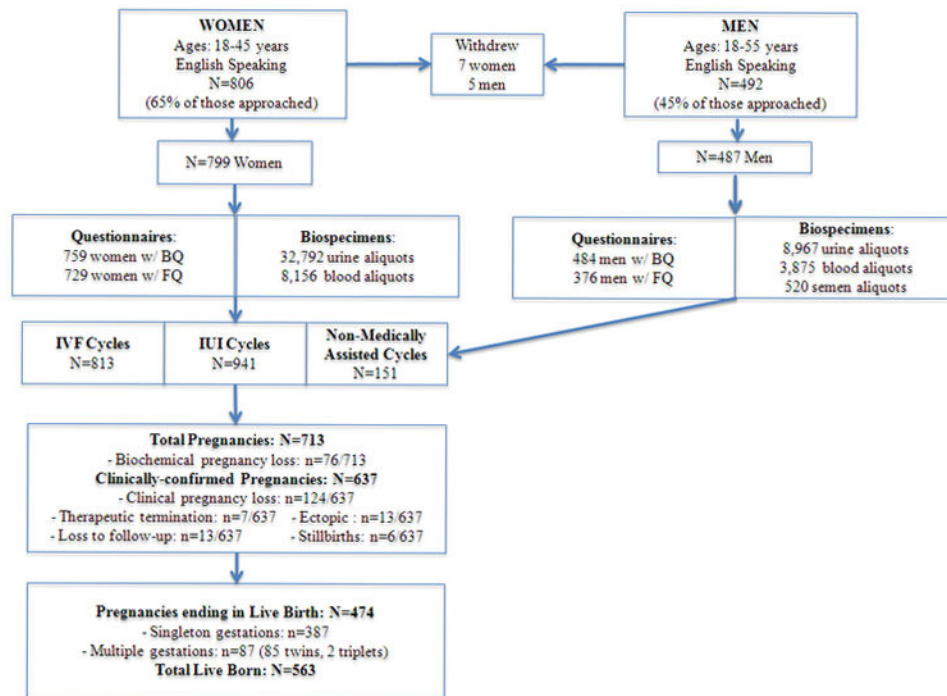 WOMEN
Ages: 18-45 years
English Speaking
N=806
(65% of those approached)
Withdrew
7 women
5 men
MEN
Ages: 18-55 years
English Speaking
N=492
(45% of those approached)
N=799 Women
N=487 Men
Questionnaires:
759 women w/ BQ
729 women w/ FQ
Biospecimens:
32,792 urine aliquots
8,156 blood aliquots
Questionnaires:
484 men w/ BQ
376 men w/ FQ
Biospecimens:
8,967 urine aliquots
3,875 blood aliquots
520 semen aliquots
IVF Cycles
N=813
IUI Cycles
N=941
Non-Medically
Assisted Cycles
N=151
Total Pregnancies: N=713
- Biochemical pregnancy loss: n=76/713
Clinically-confirmed Pregnancies: N=637
- Clinical pregnancy loss: n=124/637
- Therapeutic termination: n=7/637 - Ectopic : n=13/637
- Loss to follow-up: n=13/637 - Stillbirths: n=6/637
Pregnancies ending in Live Birth: N=474
- Singleton gestations: n=387
- Multiple gestations: n=87 (85 twins, 2 triplets)
Total Live Born: N=563